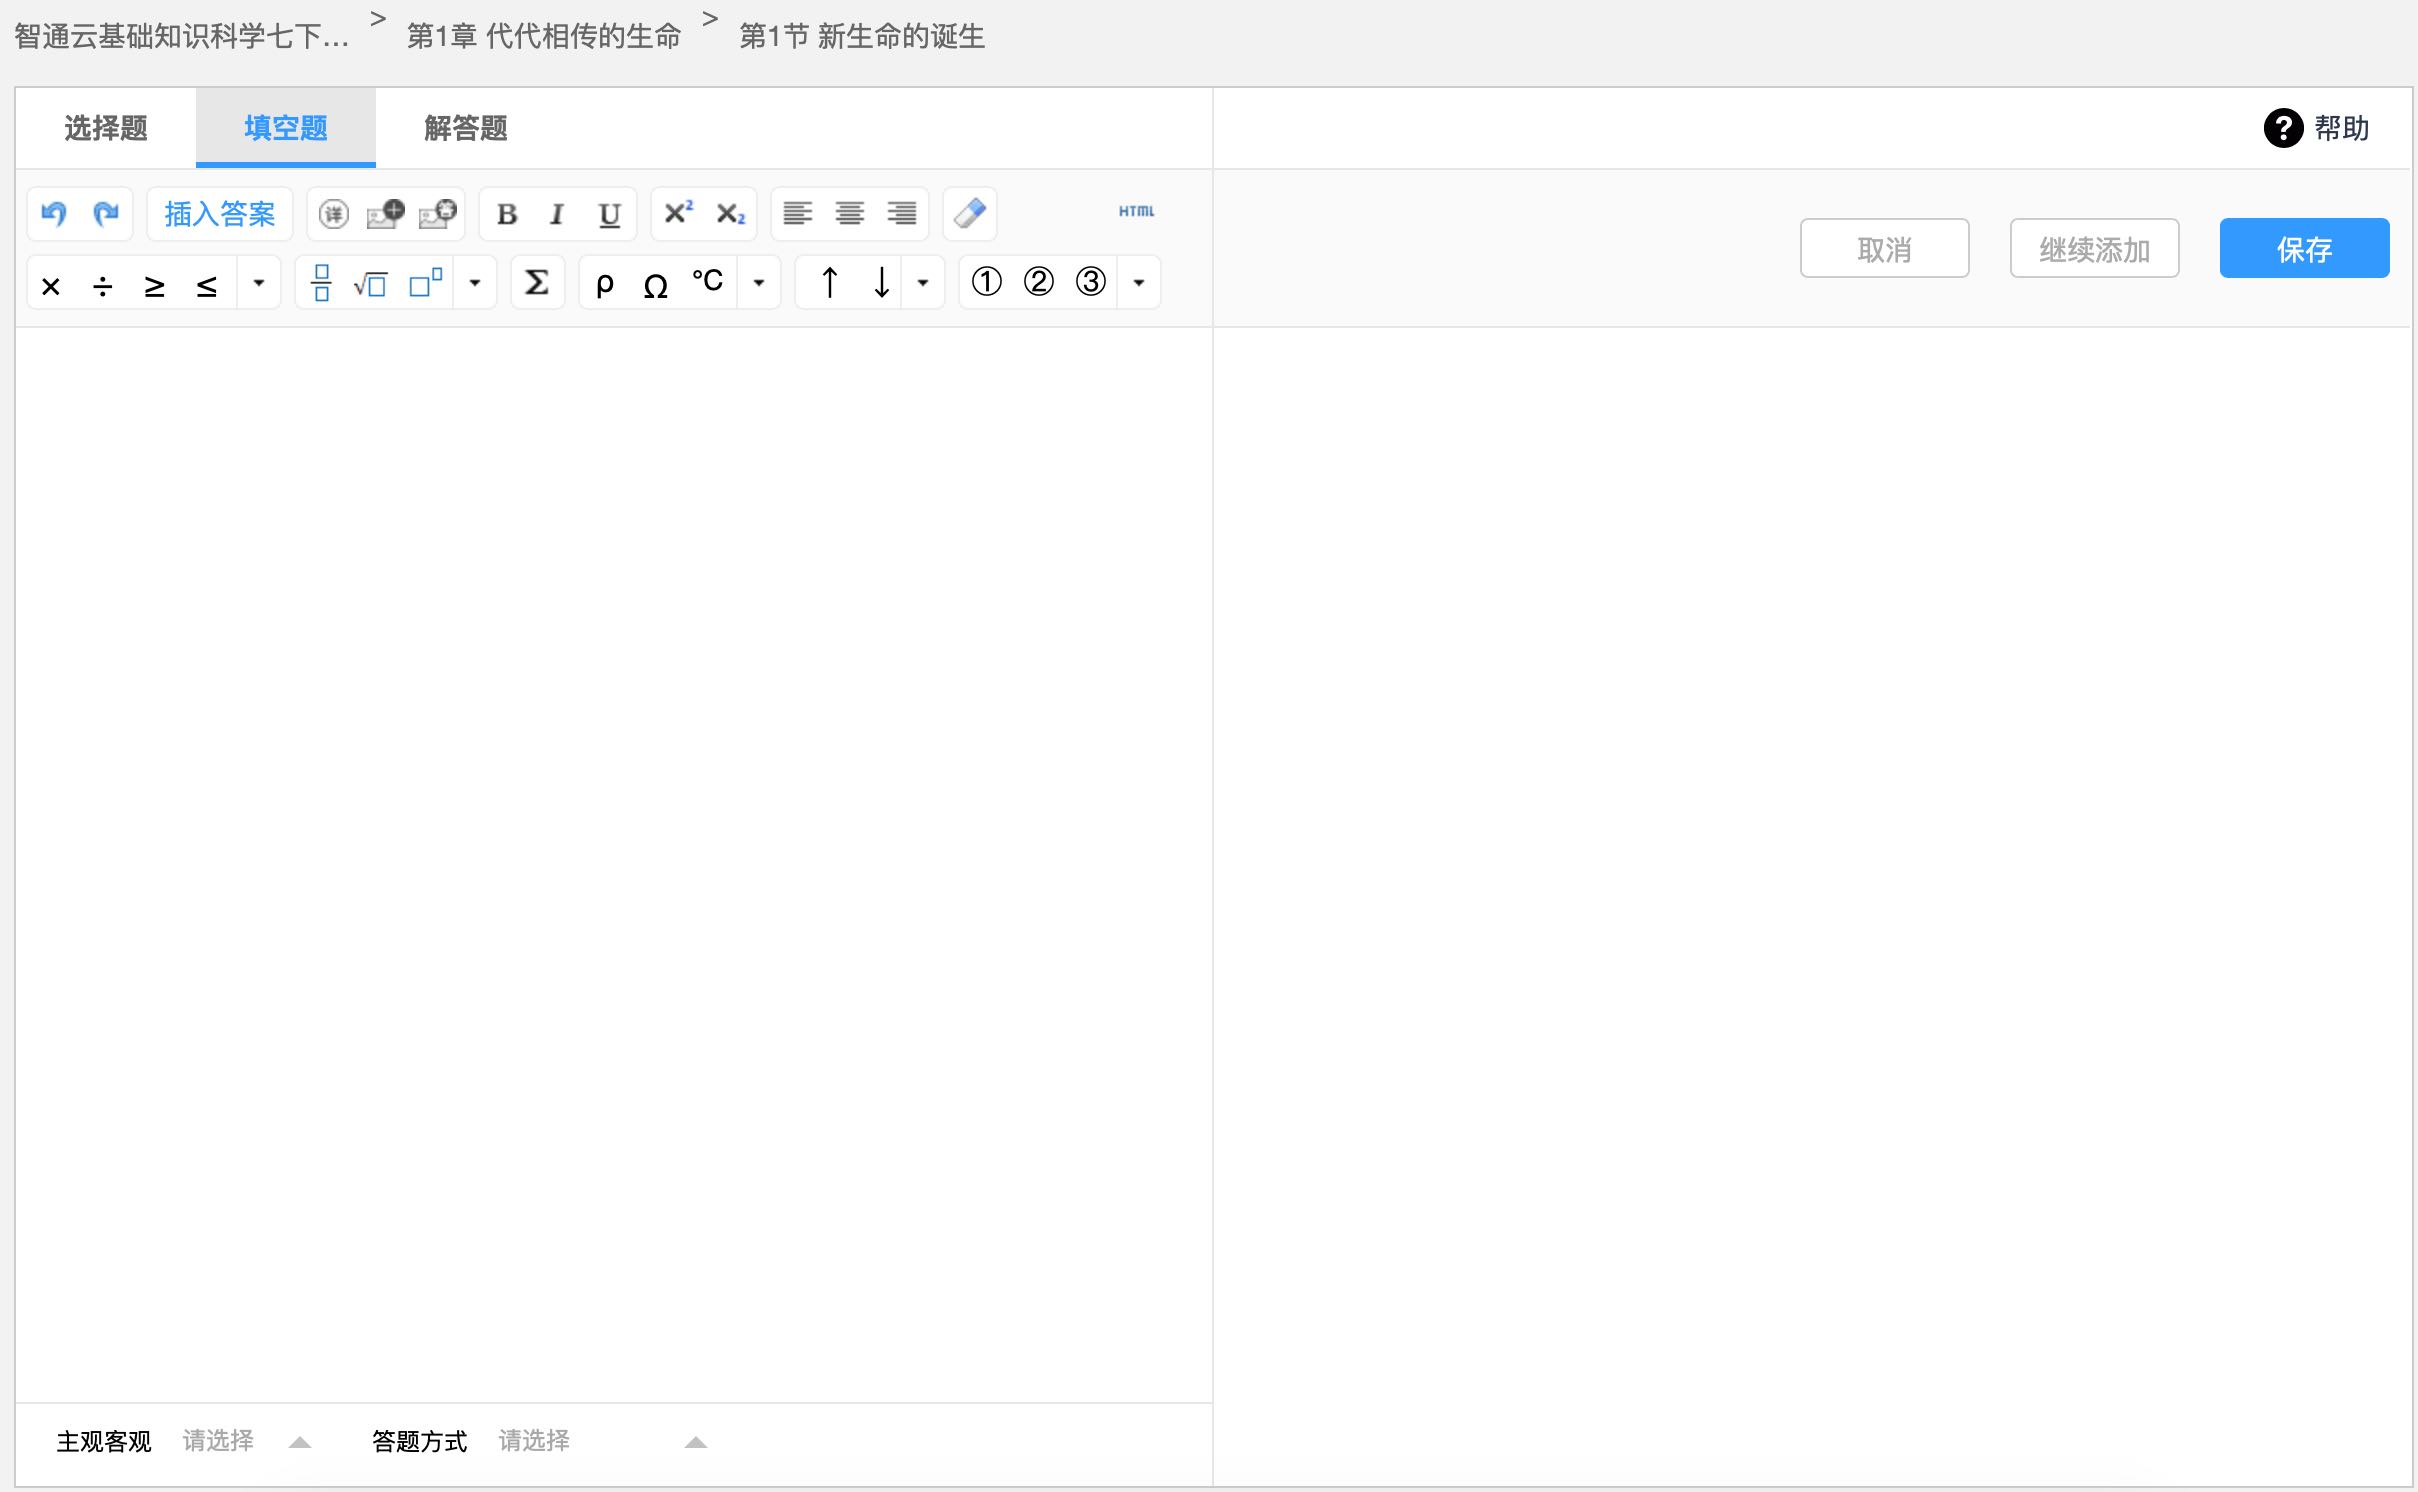 智通云基础知识科学七下... > 第1章 代代相传的生命 > 第1节 新生命的诞生
选择题 填空题 解答题 ? 帮助
插入答案 详 B I U X² X₂ HTML
× ÷ ≥ ≤ √ Σ ρ Ω ℃ ↑ ↓ ① ② ③
取消 继续添加 保存
主观客观 请选择 答题方式 请选择